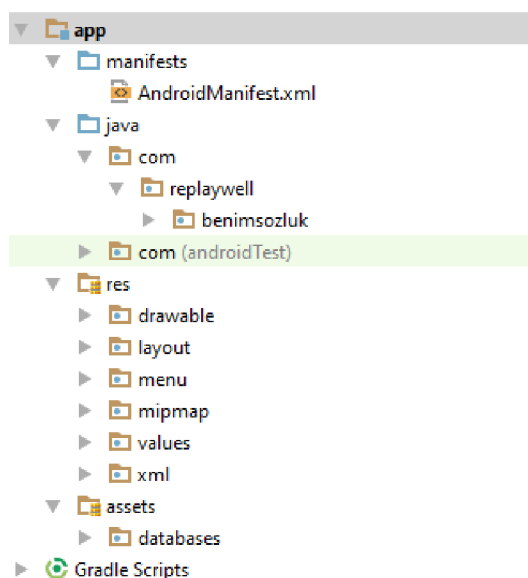 app
manifests
AndroidManifest.xml
java
com
replaywell
benimsozluk
com (androidTest)
res
drawable
layout
menu
mipmap
values
xml
assets
databases
Gradle Scripts